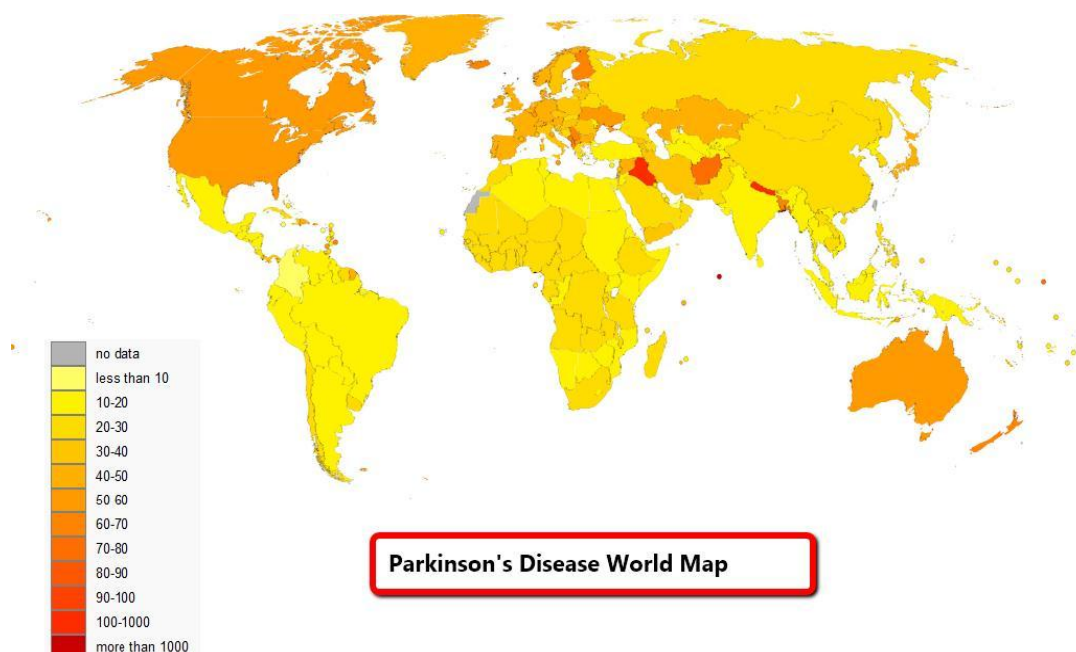 no data
less than 10
10-20
20-30
30-40
40-50
50 60
60-70
70-80
80-90
90-100
100-1000
more than 1000
Parkinson's Disease World Map